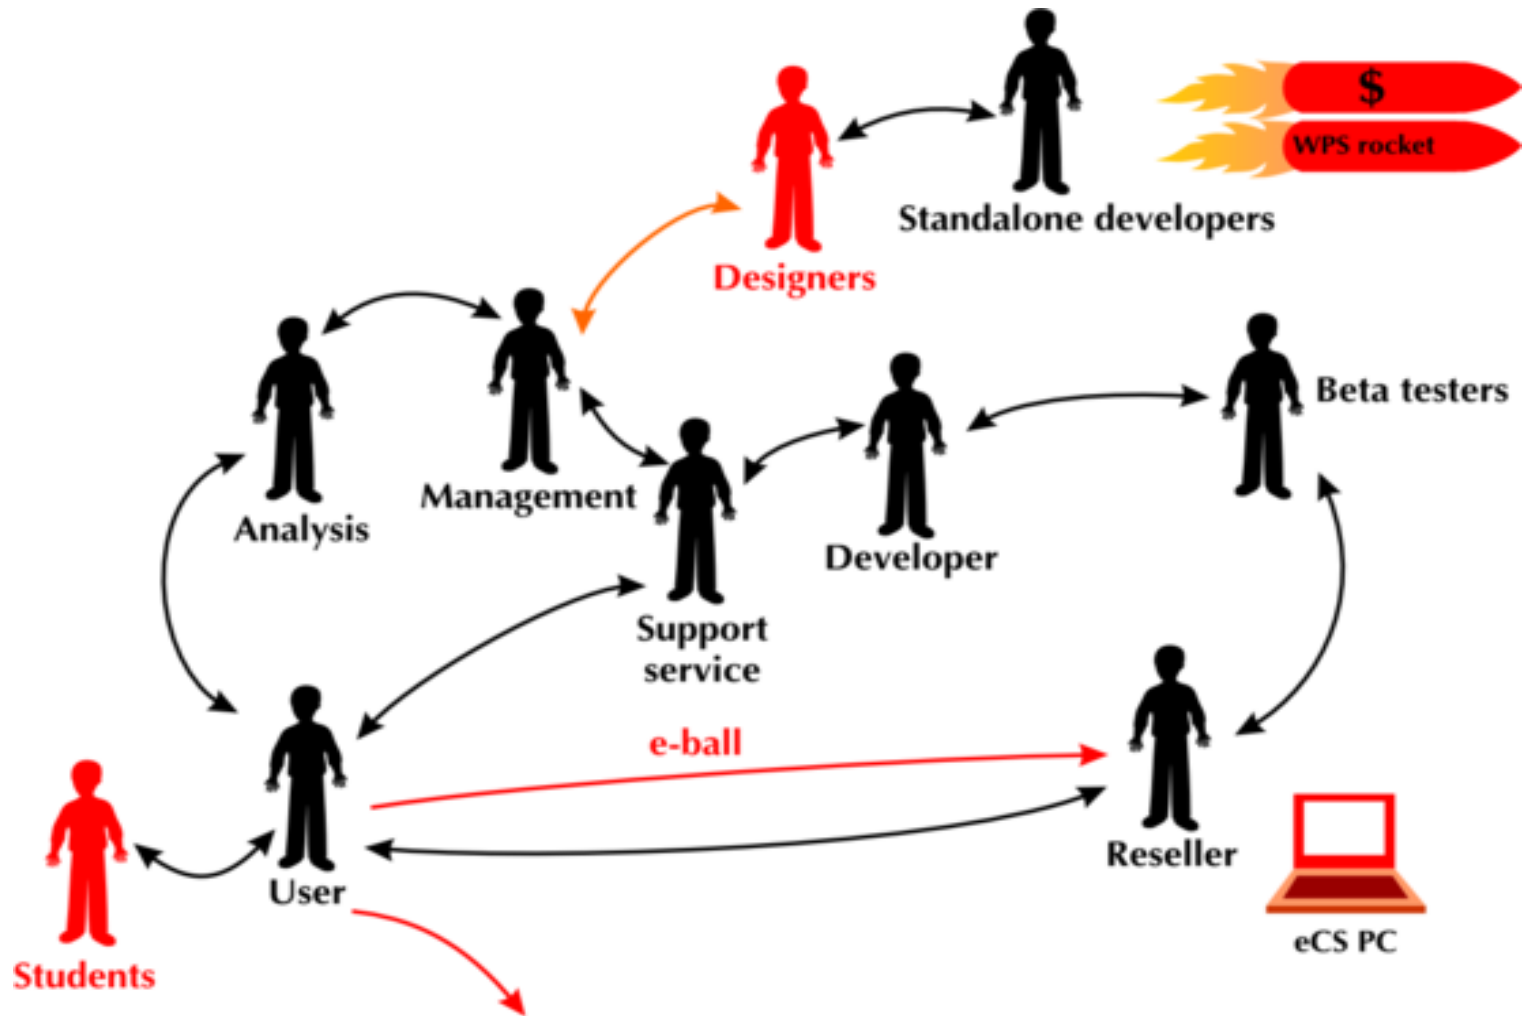 $
WPS rocket
Standalone developers
Designers
Beta testers
Management
Analysis
Developer
Support
service
e-ball
Reseller
User
eCS PC
Students